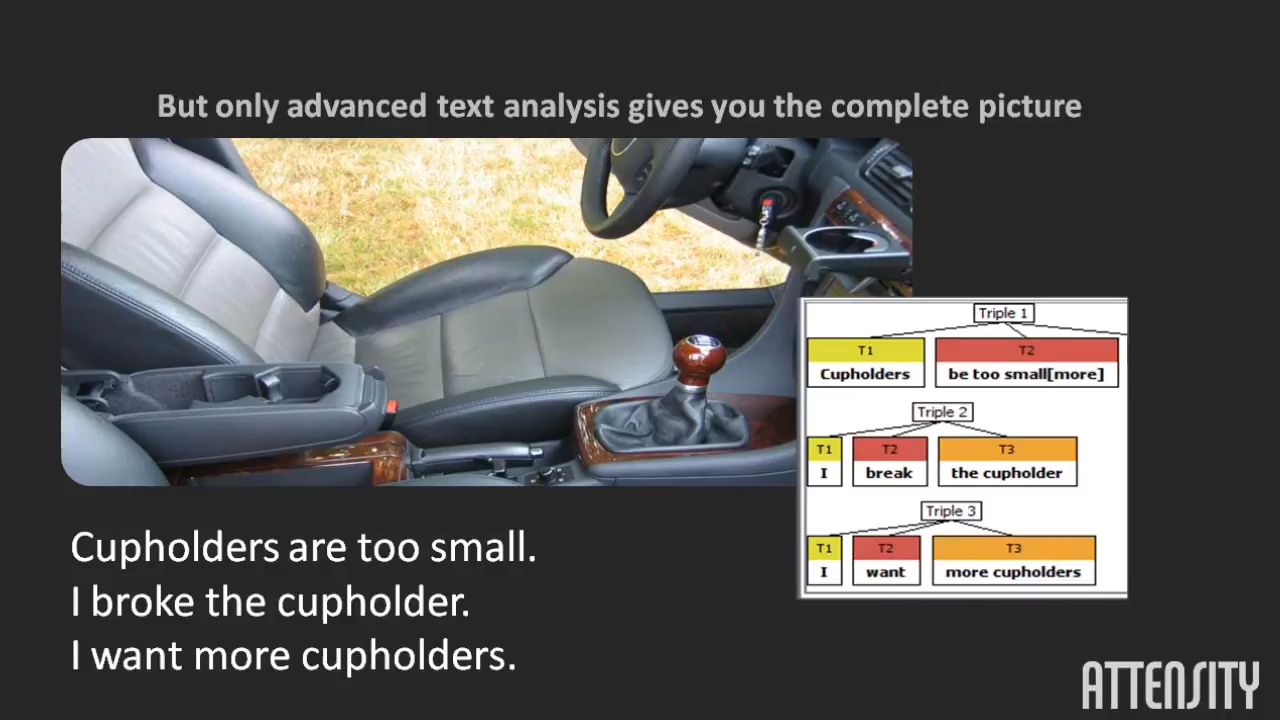 But only advanced text analysis gives you the complete picture
Triple 1
T1 T2
Cupholders be too small[more]
Triple 2
T1 T2 T3
I break the cupholder
Triple 3
T1 T2 T3
I want more cupholders
Cupholders are too small.
I broke the cupholder.
I want more cupholders.
ATTENSITY